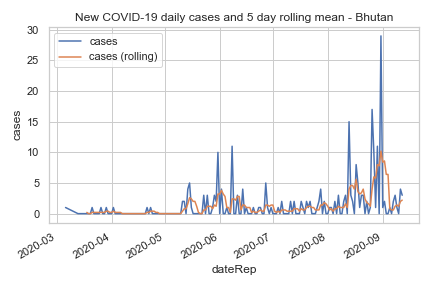 New COVID-19 daily cases and 5 day rolling mean - Bhutan
cases
cases (rolling)
cases
30
25
20
15
10
5
0
2020-03
2020-04
2020-05
2020-06
2020-07
2020-08
2020-09
dateRep